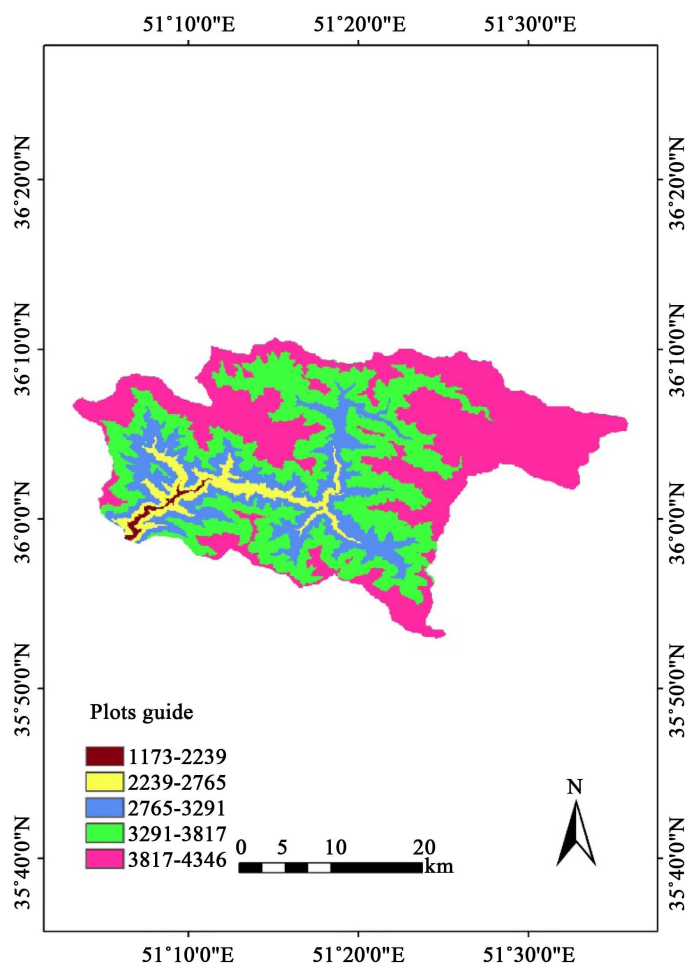 51˚10'0"E 51˚20'0"E 51˚30'0"E
36˚20'0"N 36˚20'0"N
36˚10'0"N 36˚10'0"N
36˚0'0"N 36˚0'0"N
35˚50'0"N 35˚50'0"N
Plots guide
1173-2239
2239-2765
2765-3291
3291-3817
3817-4346
0 5 10 20
km
N
35˚40'0"N 35˚40'0"N
51˚10'0"E 51˚20'0"E 51˚30'0"E